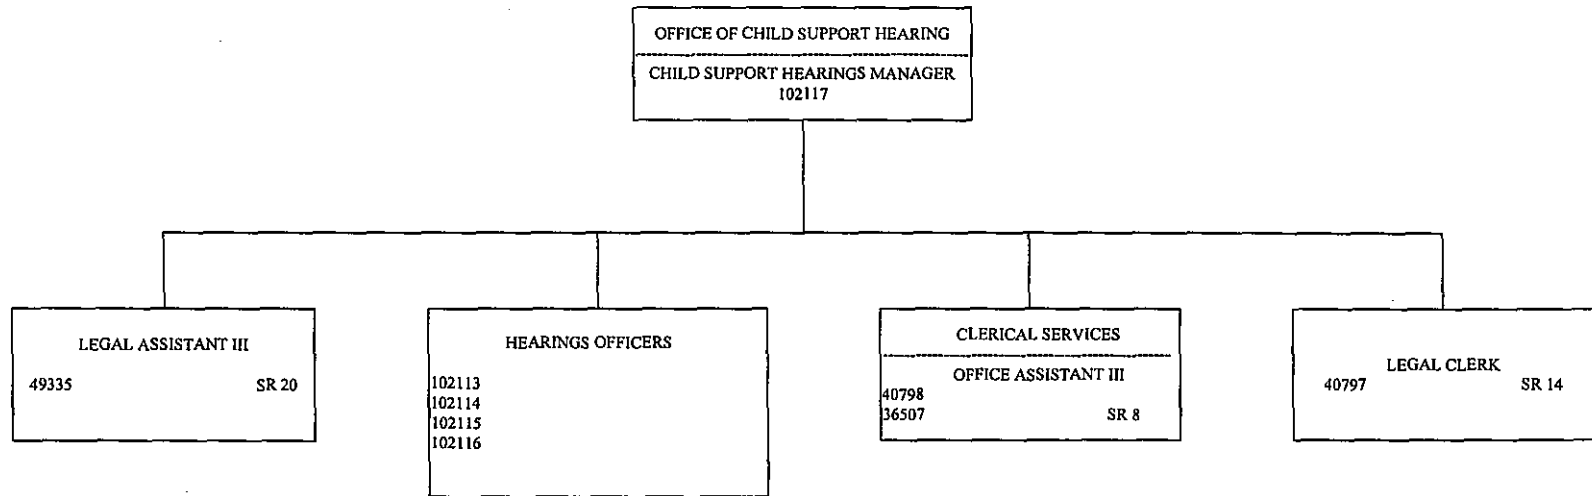 OFFICE OF CHILD SUPPORT HEARING
CHILD SUPPORT HEARINGS MANAGER
102117
LEGAL ASSISTANT III
49335 SR 20
HEARINGS OFFICERS
102113
102114
102115
102116
CLERICAL SERVICES
OFFICE ASSISTANT III
40798
36507 SR 8
LEGAL CLERK
40797 SR 14